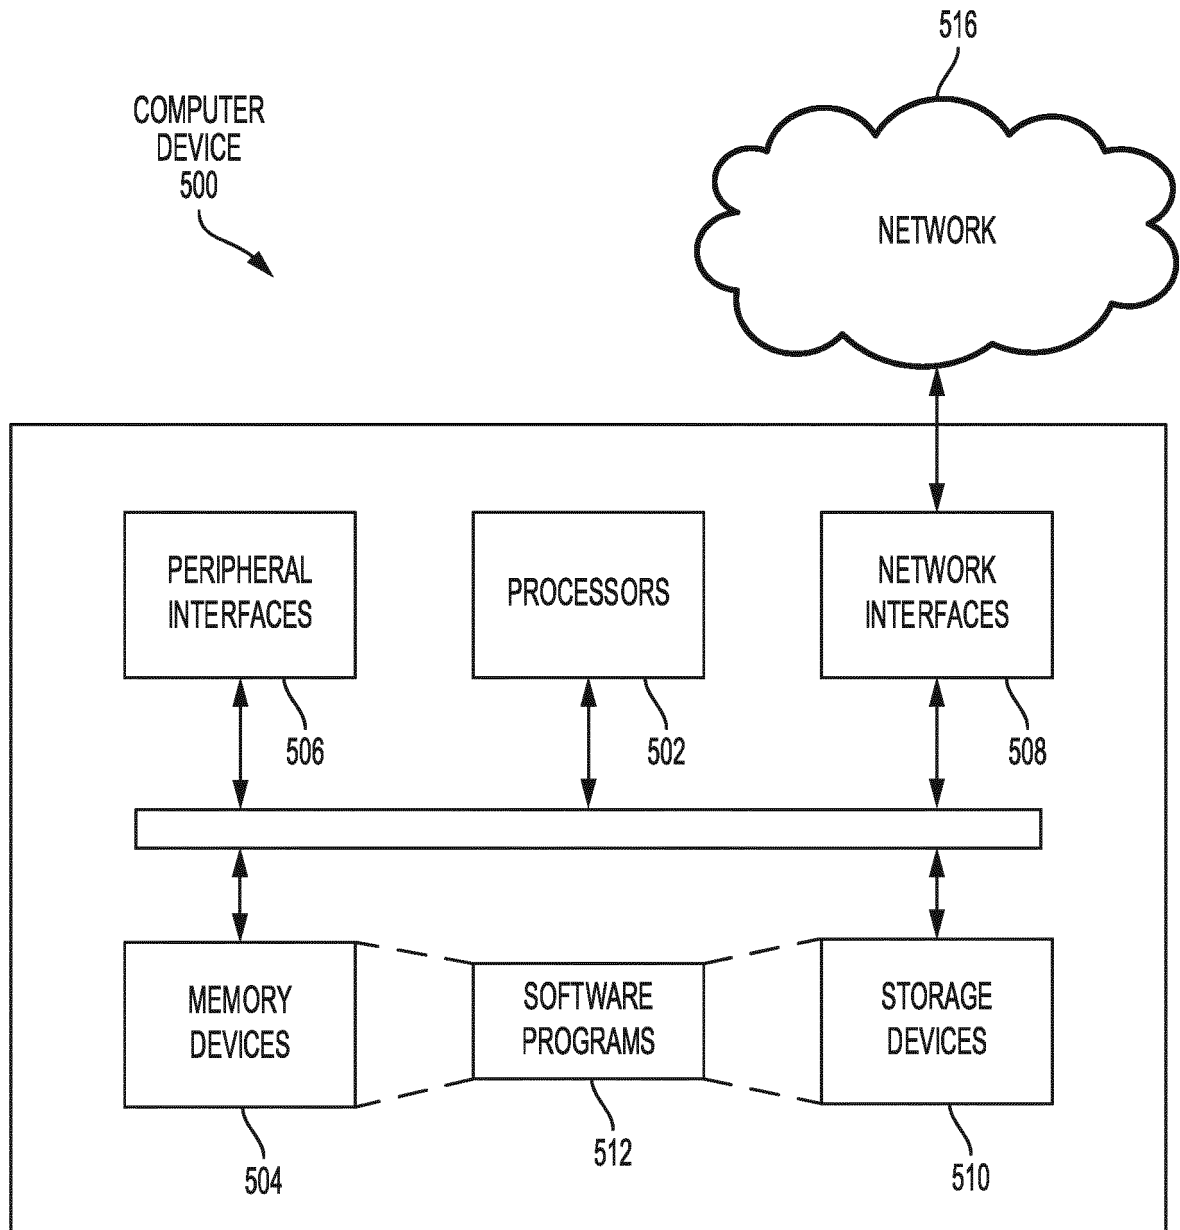 516
COMPUTER
DEVICE
500
NETWORK
PERIPHERAL
INTERFACES
PROCESSORS
NETWORK
INTERFACES
506
502
508
MEMORY
DEVICES
SOFTWARE
PROGRAMS
STORAGE
DEVICES
504
512
510